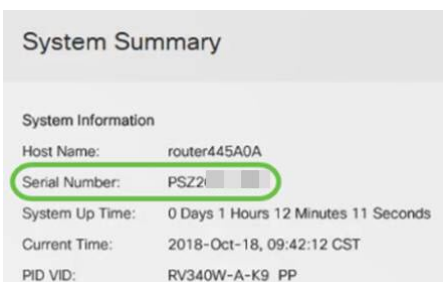 System Summary
System Information
Host Name: router445A0A
Serial Number: PSZ2
System Up Time: 0 Days 1 Hours 12 Minutes 11 Seconds
Current Time: 2018-Oct-18, 09:42:12 CST
PID VID: RV340W-A-K9 PP